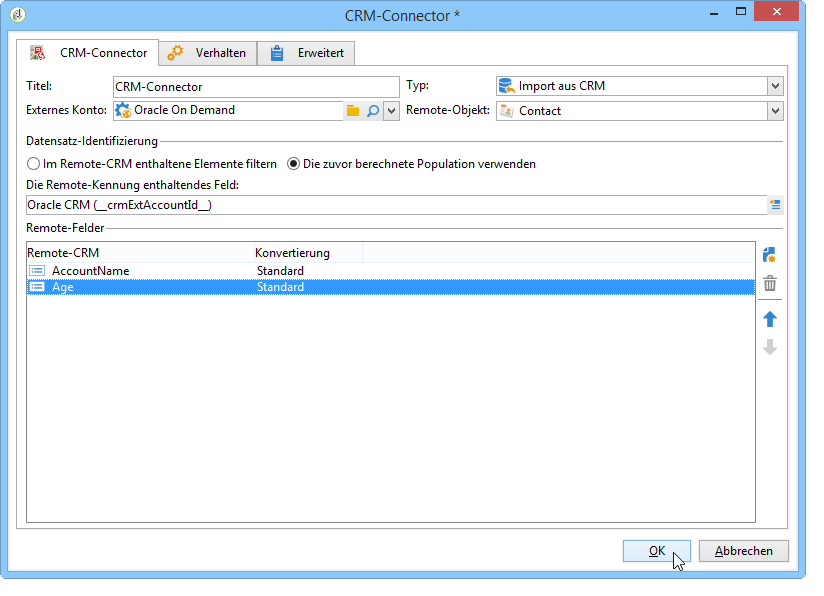 CRM-Connector *
CRM-Connector Verhalten Erweitert
Titel: CRM-Connector Typ: Import aus CRM
Externes Konto: Oracle On Demand Remote-Objekt: Contact
Datensatz-Identifizierung
Im Remote-CRM enthaltene Elemente filtern Die zuvor berechnete Population verwenden
Die Remote-Kennung enthaltendes Feld:
Oracle CRM (__crmExtAccountId__)
Remote-Felder
Remote-CRM Konvertierung
AccountName Standard
Age Standard
OK Abbrechen